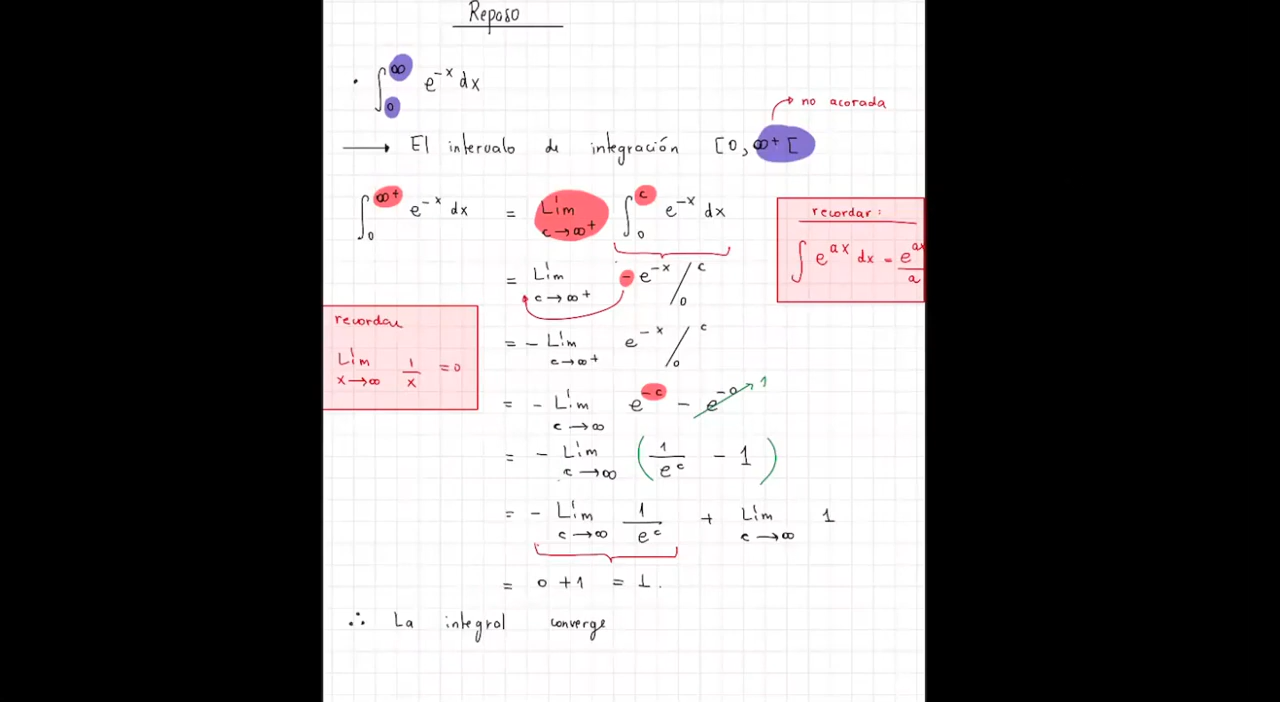 Repaso
• ∫₀^∞ e^{-x} dx
no acorada
⟶ El intervalo de integración [0, ∞⁺ [
∫₀^{∞⁺} e^{-x} dx = Lím_{c→∞⁺} ∫₀^c e^{-x} dx
recordar:
∫ e^{ax} dx = e^{ax}/a
= Lím_{c→∞⁺} - e^{-x} /₀^c
recordar
Lím_{x→∞} 1/x = 0
= - Lím_{c→∞⁺} e^{-x} /₀^c
= - Lím_{c→∞} e^{-c} - e^{-0} 1
= - Lím_{c→∞} (1/e^c - 1)
= - Lím_{c→∞} 1/e^c + Lím_{c→∞} 1
= 0 + 1 = 1.
∴ La integral converge